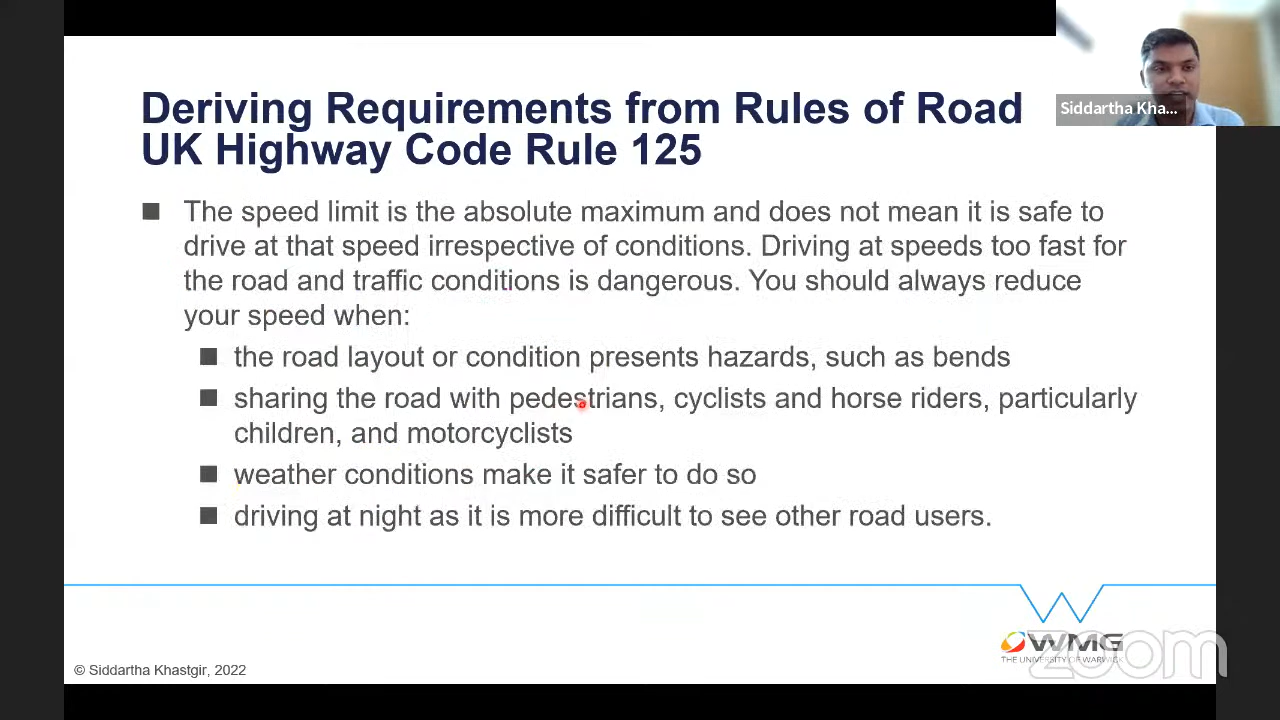 Deriving Requirements from Rules of Road
UK Highway Code Rule 125
Siddartha Kha...
■ The speed limit is the absolute maximum and does not mean it is safe to
drive at that speed irrespective of conditions. Driving at speeds too fast for
the road and traffic conditions is dangerous. You should always reduce
your speed when:
■ the road layout or condition presents hazards, such as bends
■ sharing the road with pedestrians, cyclists and horse riders, particularly
children, and motorcyclists
■ weather conditions make it safer to do so
■ driving at night as it is more difficult to see other road users.
WMG
THE UNIVERSITY OF WARWICK
zoom
© Siddartha Khastgir, 2022